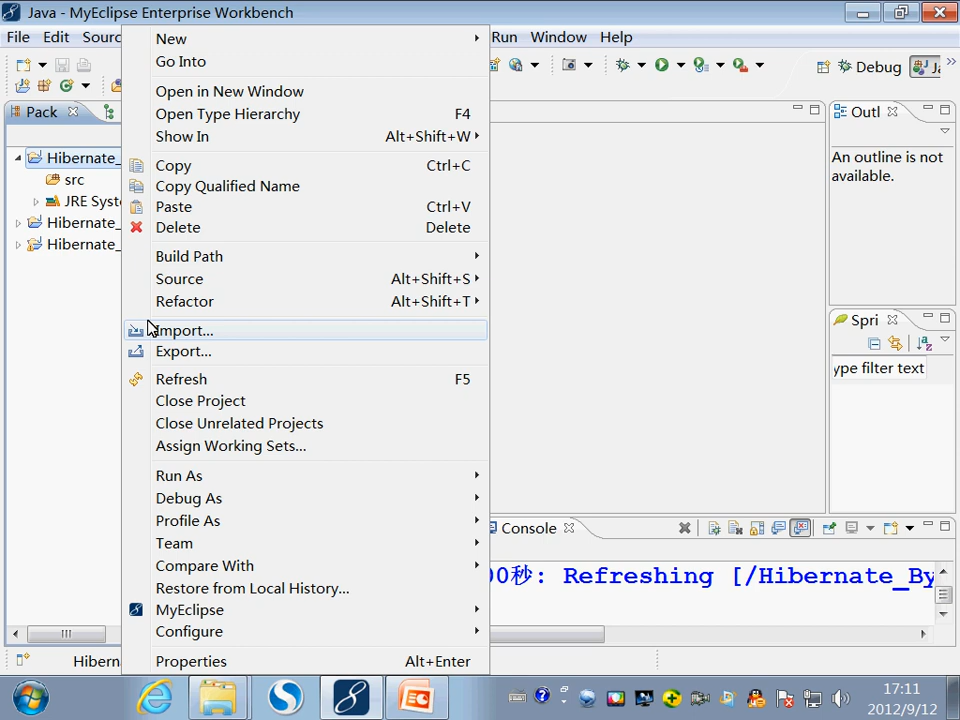 Java - MyEclipse Enterprise Workbench
File Edit Sourc Run Window Help
Debug
Pack
Outl
An outline is not
available.
Hibernate_
src
JRE Syst
Hibernate_
Hibernate_
New
Go Into
Open in New Window
Open Type Hierarchy F4
Show In Alt+Shift+W
Copy Ctrl+C
Copy Qualified Name
Paste Ctrl+V
Delete Delete
Build Path
Source Alt+Shift+S
Refactor Alt+Shift+T
Import...
Export...
Refresh F5
Close Project
Close Unrelated Projects
Assign Working Sets...
Run As
Debug As
Profile As
Team
Compare With
Restore from Local History...
MyEclipse
Configure
Properties Alt+Enter
Spri
ype filter text
Console
00秒: Refreshing [/Hibernate_By
Hibern
17:11
2012/9/12